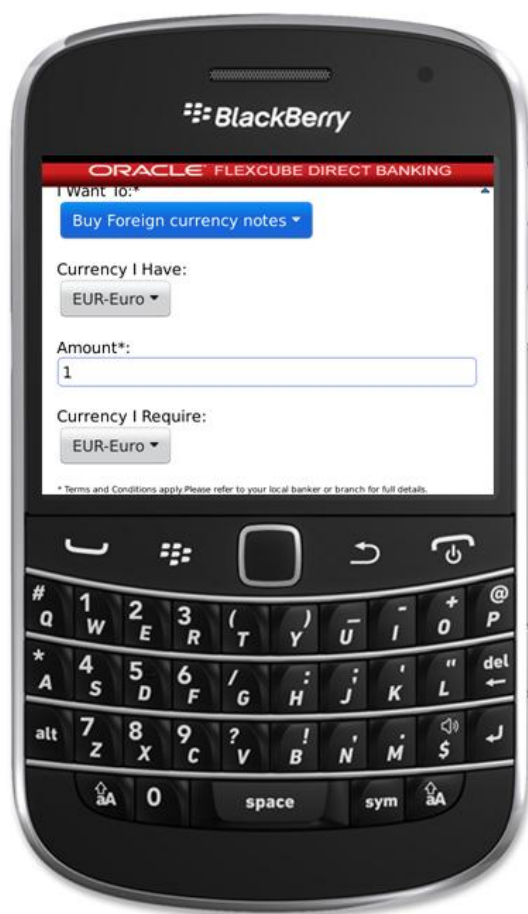 BlackBerry
ORACLE FLEXCUBE DIRECT BANKING
I Want To:*
Buy Foreign currency notes
Currency I Have:
EUR-Euro
Amount*:
1
Currency I Require:
EUR-Euro
* Terms and Conditions apply.Please refer to your local banker or branch for full details.
# Q 1 W 2 E 3 R ( T ) Y _ U - I + O @ P
* A 4 S 5 D 6 F / G : H ; J ' K " L del
alt 7 Z 8 X 9 C ? V ! B , N . M $
aA 0 space sym aA